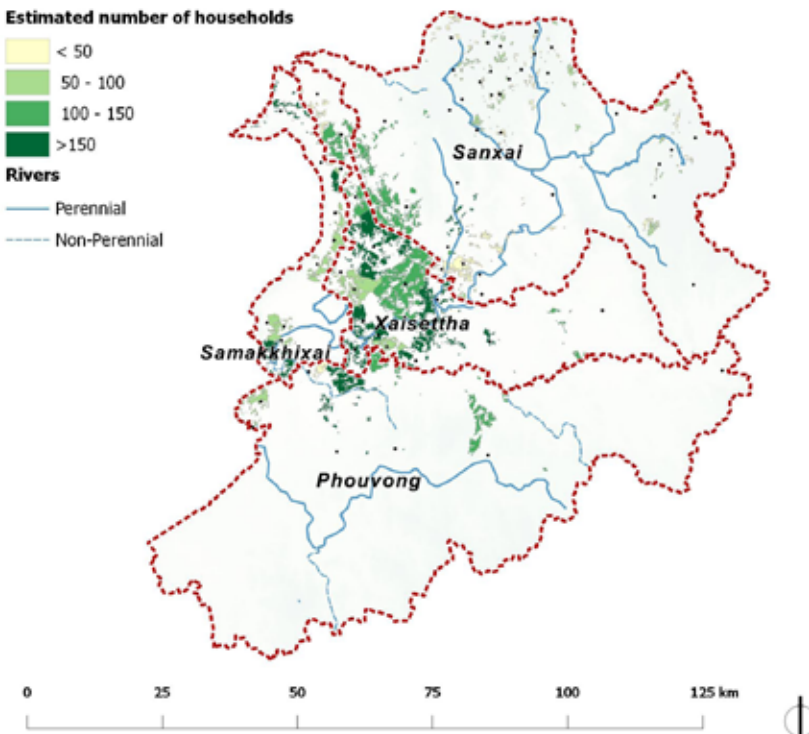 Estimated number of households
< 50
50 - 100
100 - 150
>150
Rivers
Perennial
Non-Perennial
Sanxai
Xaisettha
Samakkhixai
Phouvong
0 25 50 75 100 125 km